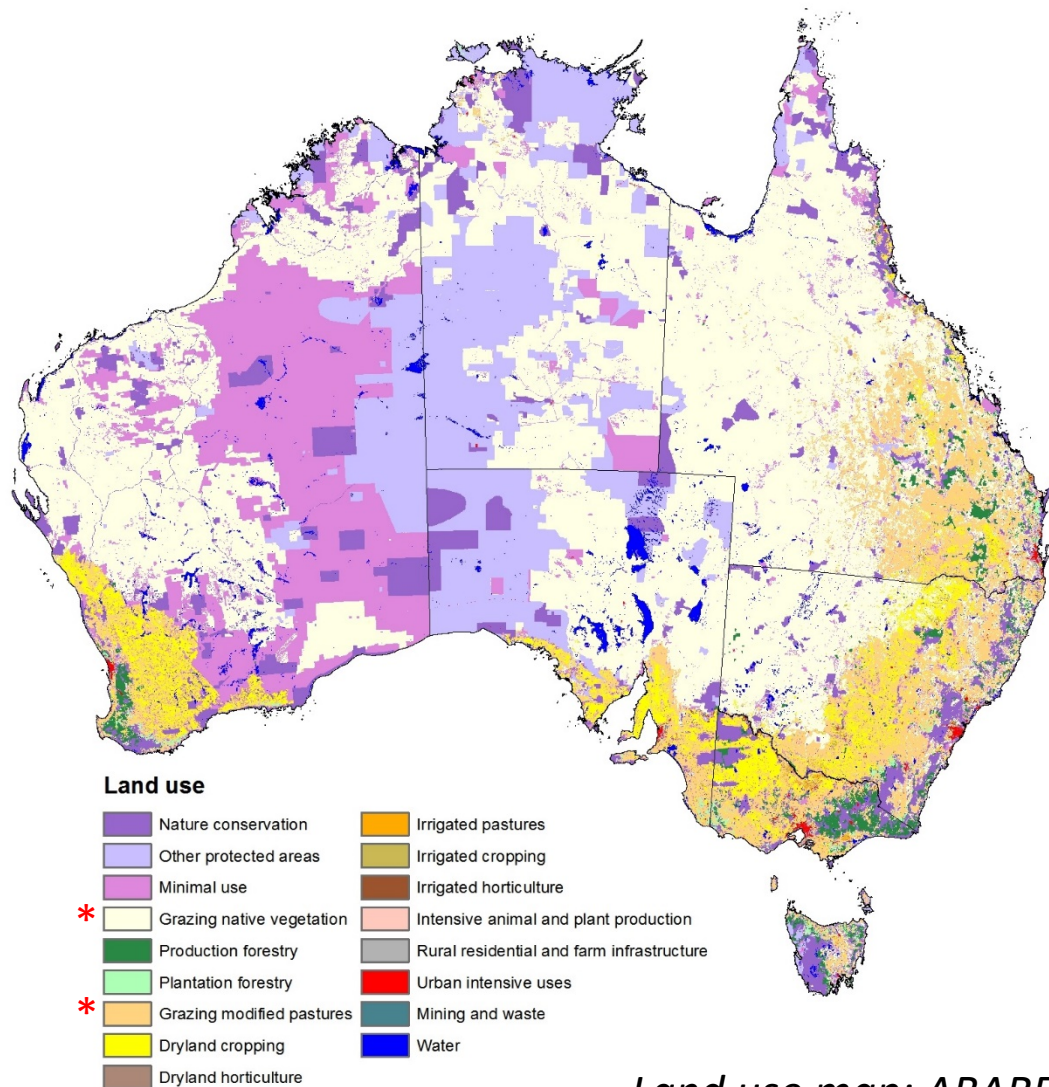 Land use
Nature conservation
Other protected areas
Minimal use
* Grazing native vegetation
Production forestry
Plantation forestry
* Grazing modified pastures
Dryland cropping
Dryland horticulture
Irrigated pastures
Irrigated cropping
Irrigated horticulture
Intensive animal and plant production
Rural residential and farm infrastructure
Urban intensive uses
Mining and waste
Water
Land use map: